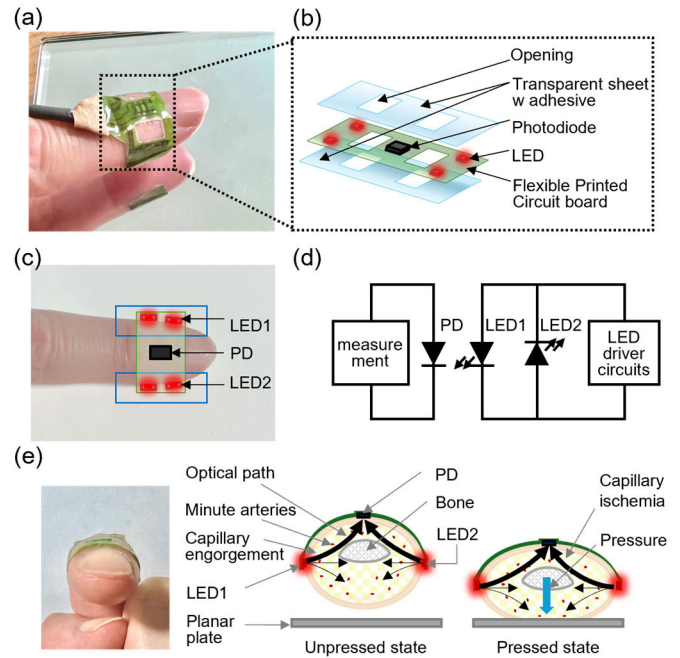 (a)
(b)
Opening
Transparent sheet
w adhesive
Photodiode
LED
Flexible Printed
Circuit board
(c)
LED1
PD
LED2
(d)
measure
ment
PD
LED1
LED2
LED
driver
circuits
(e)
Optical path
Minute arteries
Capillary
engorgement
LED1
Planar
plate
PD
Bone
LED2
Unpressed state
Capillary
ischemia
Pressure
Pressed state